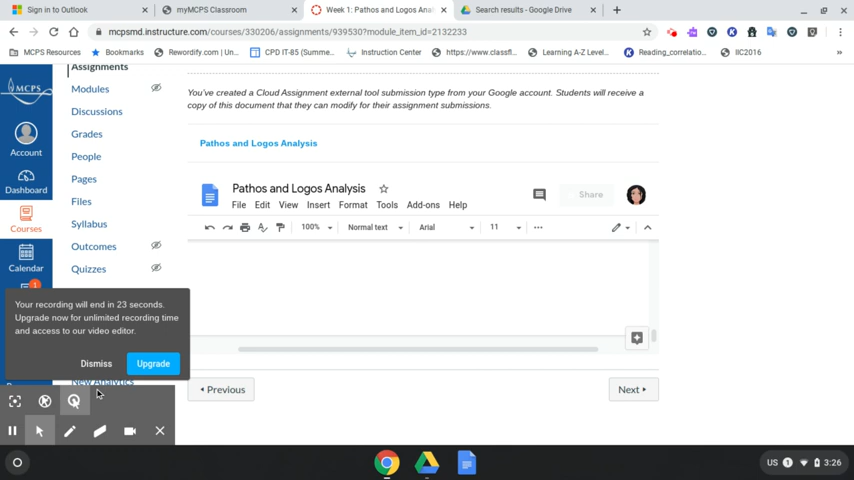 Sign in to Outlook
myMCPS Classroom
Week 1: Pathos and Logos Anal
Search results - Google Drive
mcpsmd.instructure.com/courses/330206/assignments/939530?module_item_id=2132233
MCPS Resources
Bookmarks
Rewordify.com | Un...
CPD IT-85 (Summe...
Instruction Center
https://www.classfl...
Learning A-Z Level...
Reading_correlatio...
IIC2016
»
MCPS
Account
Dashboard
Courses
Calendar
1
Assignments
Modules
Discussions
Grades
People
Pages
Files
Syllabus
Outcomes
Quizzes
New Analytics
You've created a Cloud Assignment external tool submission type from your Google account. Students will receive a
copy of this document that they can modify for their assignment submissions.
Pathos and Logos Analysis
Pathos and Logos Analysis
Share
File Edit View Insert Format Tools Add-ons Help
100% Normal text Arial 11
Your recording will end in 23 seconds.
Upgrade now for unlimited recording time
and access to our video editor.
Dismiss Upgrade
Previous Next
US 1 3:26